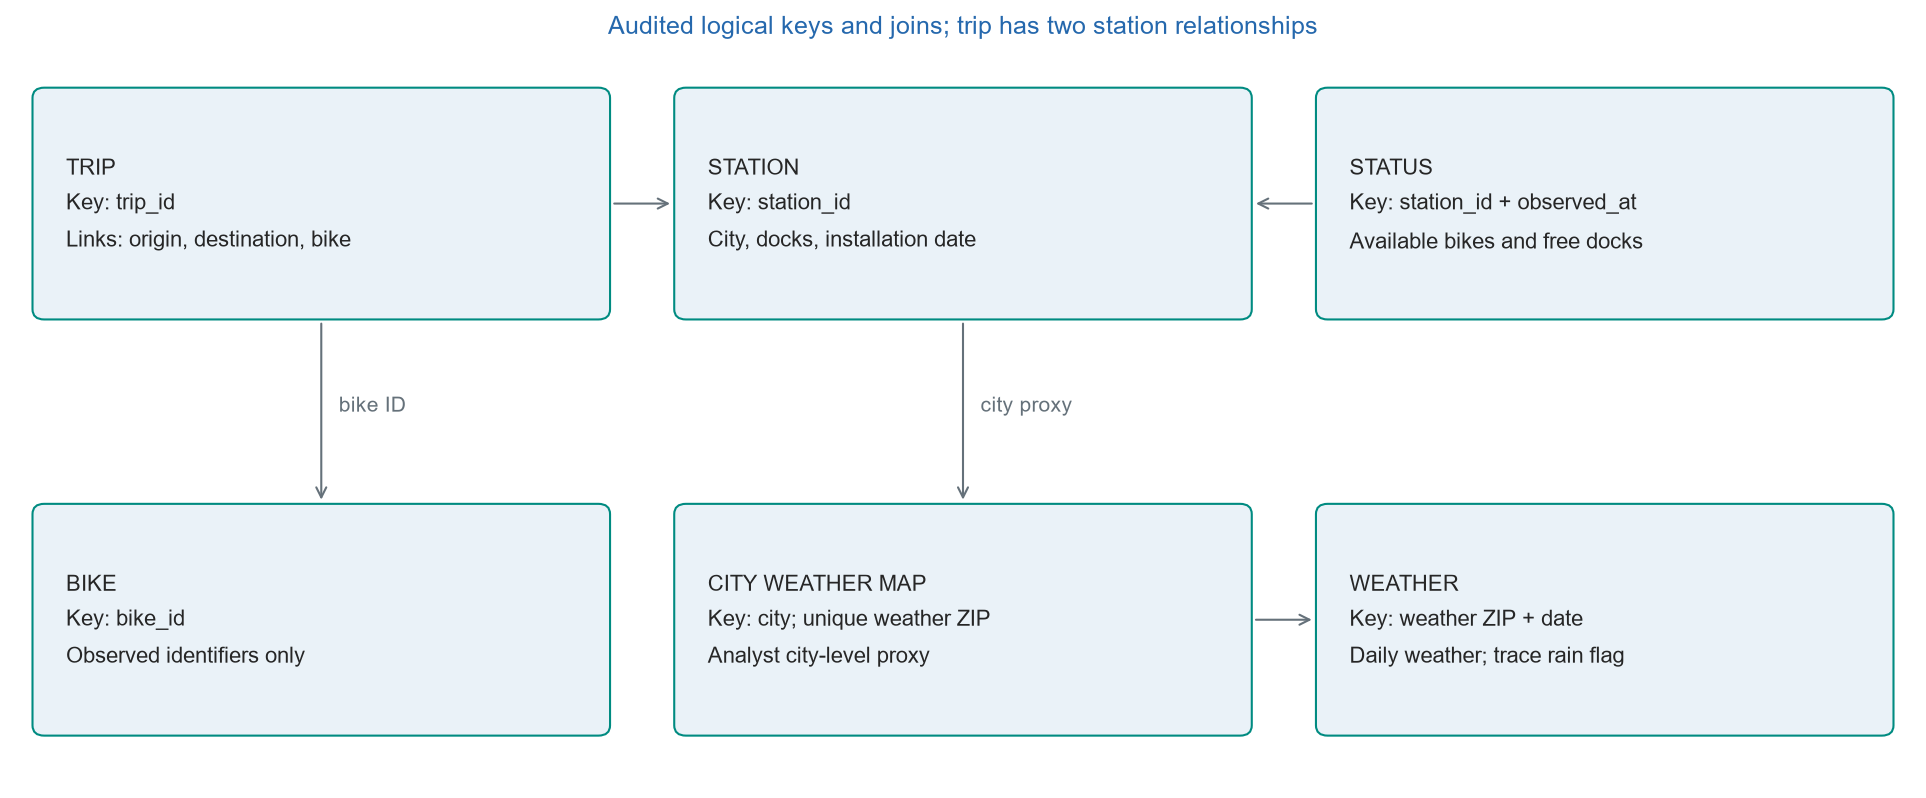 Audited logical keys and joins; trip has two station relationships
TRIP
Key: trip_id
Links: origin, destination, bike
STATION
Key: station_id
City, docks, installation date
STATUS
Key: station_id + observed_at
Available bikes and free docks
bike ID
city proxy
BIKE
Key: bike_id
Observed identifiers only
CITY WEATHER MAP
Key: city; unique weather ZIP
Analyst city-level proxy
WEATHER
Key: weather ZIP + date
Daily weather; trace rain flag